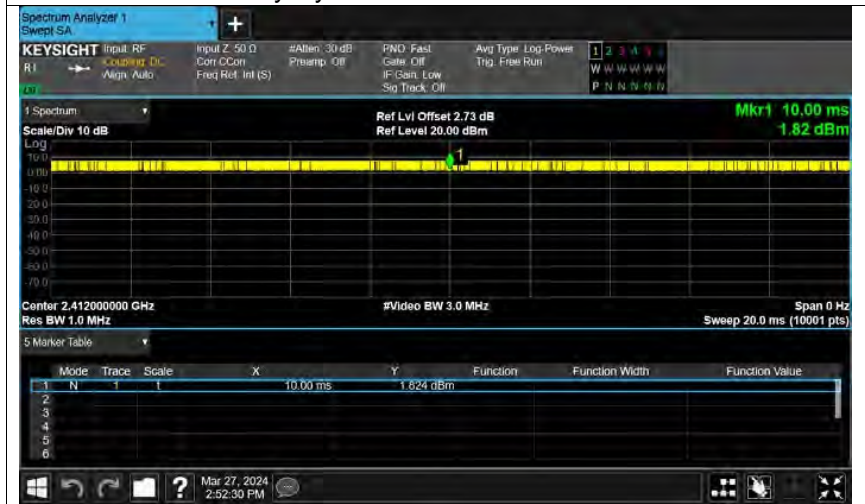 Spectrum Analyzer 1
Swept SA
+
KEYSIGHT Input: RF Input Z: 50 Ω #Atten: 30 dB PNO: Fast Avg Type: Log-Power 1 2 3 4 5 6
Coupling: DC Corr CCorr Preamp: Off Gate: Off Trig: Free Run W W W W W W
Align: Auto Freq Ref: Int (S) IF Gain: Low P N N N N N
Sig Track: Off
1 Spectrum Ref Lvl Offset 2.73 dB Mkr1 10.00 ms
Scale/Div 10 dB Ref Level 20.00 dBm 1.82 dBm
Log
10.0
0.00
-10.0
-20.0
-30.0
-40.0
-50.0
-60.0
-70.0
1
Center 2.412000000 GHz #Video BW 3.0 MHz Span 0 Hz
Res BW 1.0 MHz Sweep 20.0 ms (10001 pts)
5 Marker Table
Mode Trace Scale X Y Function Function Width Function Value
1 N 1 t 10.00 ms 1.824 dBm
2
3
4
5
6
? Mar 27, 2024
2:52:30 PM